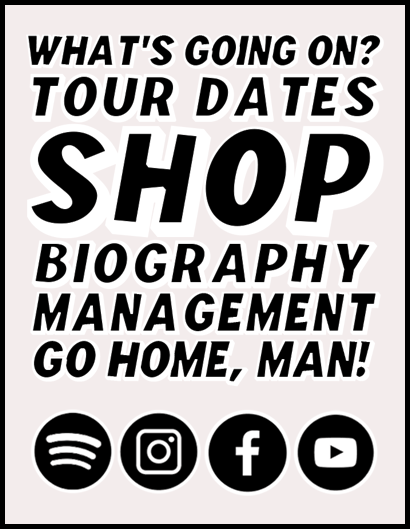 WHAT'S GOING ON?
TOUR DATES
SHOP
BIOGRAPHY
MANAGEMENT
GO HOME, MAN!